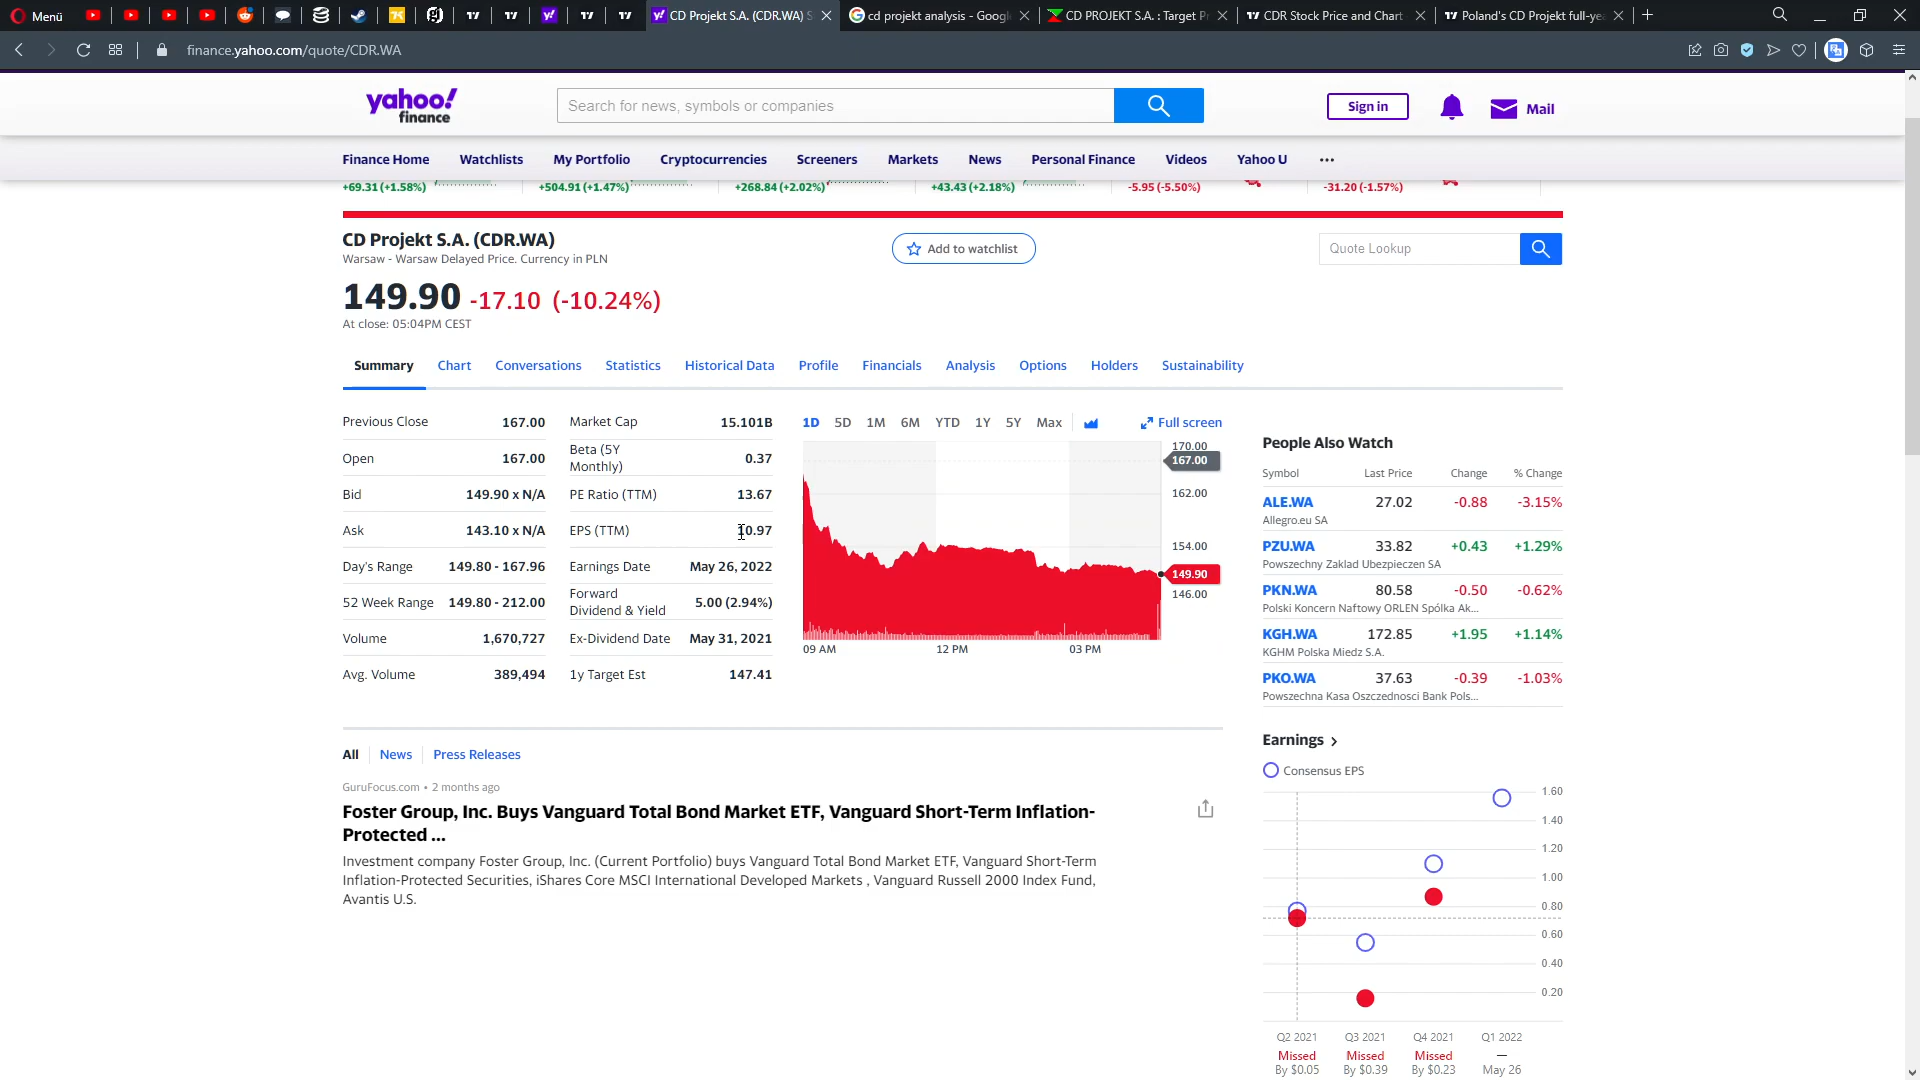 Menü
CD Projekt S.A. (CDR.WA) S
cd projekt analysis - Googl
CD PROJEKT S.A. : Target P
CDR Stock Price and Chart
Poland's CD Projekt full-ye
finance.yahoo.com/quote/CDR.WA
yahoo!
finance
Search for news, symbols or companies
Sign in
Mail
Finance Home
Watchlists
My Portfolio
Cryptocurrencies
Screeners
Markets
News
Personal Finance
Videos
Yahoo U
...
+69.31 (+1.58%)
+504.91 (+1.47%)
+268.84 (+2.02%)
+43.43 (+2.18%)
-5.95 (-5.50%)
-31.20 (-1.57%)
CD Projekt S.A. (CDR.WA)
Warsaw - Warsaw Delayed Price. Currency in PLN
Add to watchlist
Quote Lookup
149.90 -17.10 (-10.24%)
At close: 05:04PM CEST
Summary
Chart
Conversations
Statistics
Historical Data
Profile
Financials
Analysis
Options
Holders
Sustainability
Previous Close 167.00
Open 167.00
Bid 149.90 x N/A
Ask 143.10 x N/A
Day's Range 149.80 - 167.96
52 Week Range 149.80 - 212.00
Volume 1,670,727
Avg. Volume 389,494
Market Cap 15.101B
Beta (5Y
Monthly) 0.37
PE Ratio (TTM) 13.67
EPS (TTM) 10.97
Earnings Date May 26, 2022
Forward
Dividend & Yield 5.00 (2.94%)
Ex-Dividend Date May 31, 2021
1y Target Est 147.41
1D 5D 1M 6M YTD 1Y 5Y Max
Full screen
170.00
167.00
162.00
154.00
149.90
146.00
09 AM
12 PM
03 PM
People Also Watch
Symbol Last Price Change % Change
ALE.WA 27.02 -0.88 -3.15%
Allegro.eu SA
PZU.WA 33.82 +0.43 +1.29%
Powszechny Zaklad Ubezpieczen SA
PKN.WA 80.58 -0.50 -0.62%
Polski Koncern Naftowy ORLEN Spólka Ak...
KGH.WA 172.85 +1.95 +1.14%
KGHM Polska Miedz S.A.
PKO.WA 37.63 -0.39 -1.03%
Powszechna Kasa Oszczednosci Bank Pols...
All
News
Press Releases
GuruFocus.com • 2 months ago
Foster Group, Inc. Buys Vanguard Total Bond Market ETF, Vanguard Short-Term Inflation-
Protected ...
Investment company Foster Group, Inc. (Current Portfolio) buys Vanguard Total Bond Market ETF, Vanguard Short-Term
Inflation-Protected Securities, iShares Core MSCI International Developed Markets , Vanguard Russell 2000 Index Fund,
Avantis U.S.
Earnings
Consensus EPS
1.60
1.40
1.20
1.00
0.80
0.60
0.40
0.20
Q2 2021 Q3 2021 Q4 2021 Q1 2022
Missed Missed Missed —
By $0.05 By $0.39 By $0.23 May 26